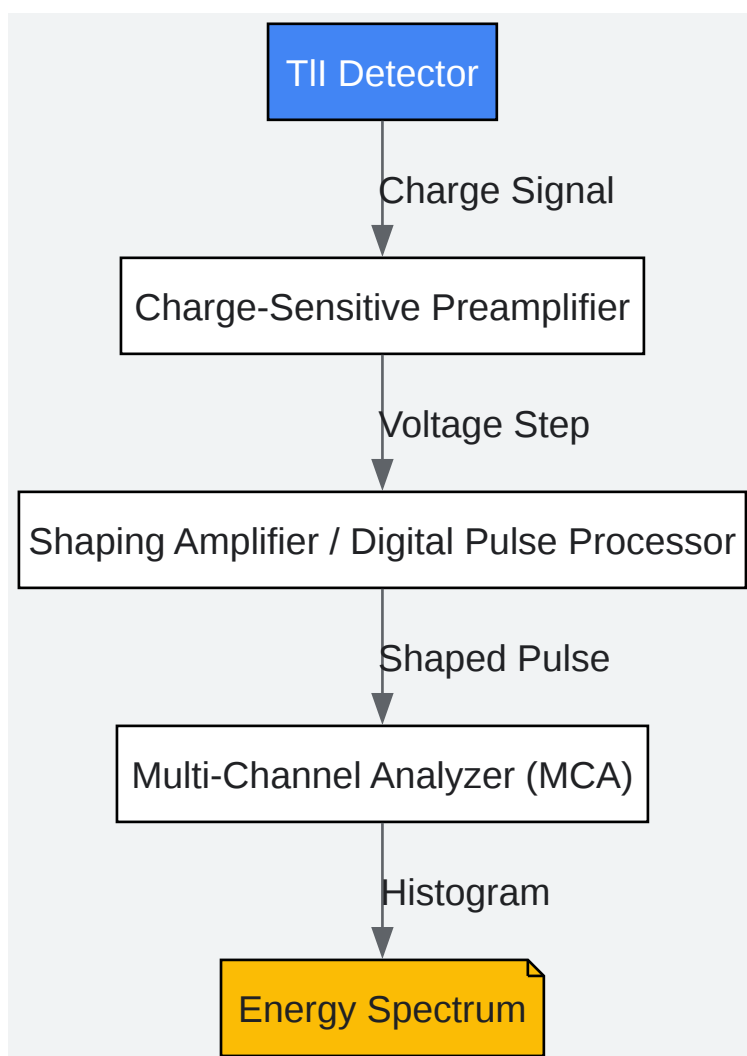 TlI Detector
Charge Signal
Charge-Sensitive Preamplifier
Voltage Step
Shaping Amplifier / Digital Pulse Processor
Shaped Pulse
Multi-Channel Analyzer (MCA)
Histogram
Energy Spectrum